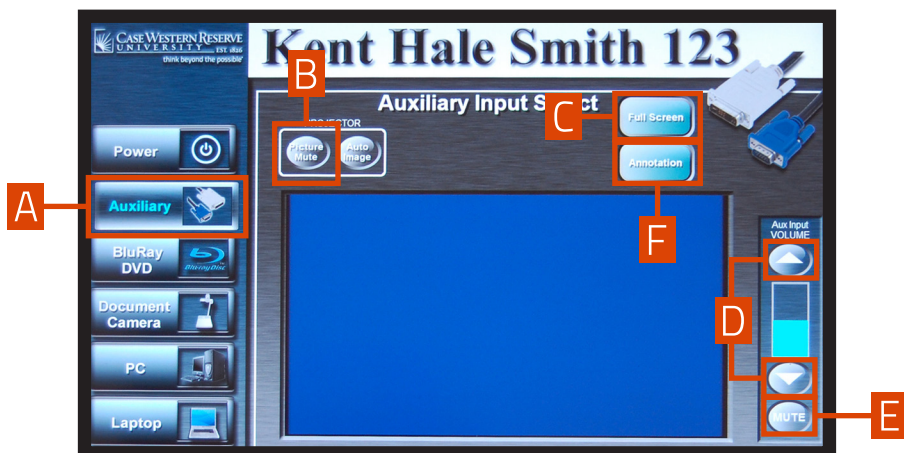 CASE WESTERN RESERVE
UNIVERSITY EST. 1826
think beyond the possible
Kent Hale Smith 123
B
Auxiliary Input Select
PROJECTOR
C
Full Screen
Picture
Mute
Auto
Image
Annotation
Power
A
Auxiliary
F
Aux Input
VOLUME
BluRay
DVD
Blu-ray Disc
Document
Camera
D
PC
Laptop
MUTE
E